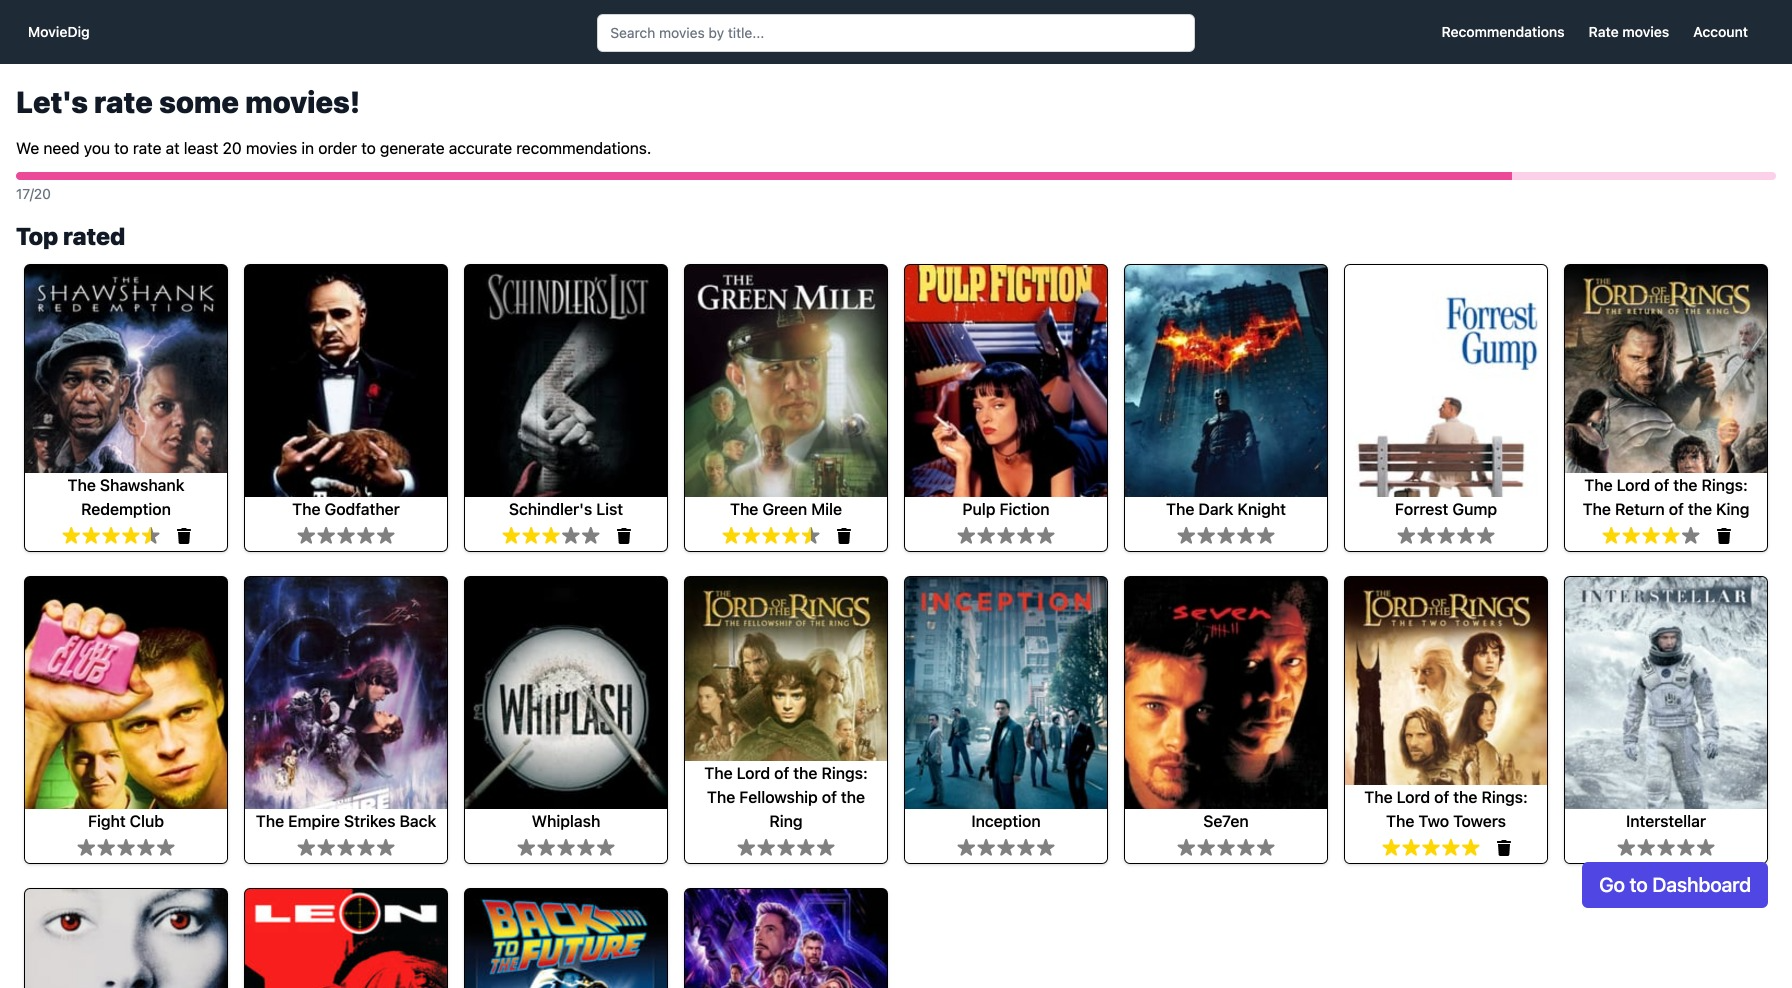 MovieDig
Search movies by title...
Recommendations
Rate movies
Account
Let's rate some movies!
We need you to rate at least 20 movies in order to generate accurate recommendations.
17/20
Top rated
THE
SHAWSHANK
REDEMPTION
SCHINDLER'S LIST
THE
GREEN MILE
PULP FICTION
Forrest
Gump
THE
LORD OF THE RINGS
THE RETURN OF THE KING
The Shawshank
Redemption
The Godfather
Schindler's List
The Green Mile
Pulp Fiction
The Dark Knight
Forrest Gump
The Lord of the Rings:
The Return of the King
CLUB
WHIPLASH
THE
LORD OF THE RINGS
THE FELLOWSHIP OF THE RING
INCEPTION
seven
THE
LORD OF THE RINGS
THE TWO TOWERS
INTERSTELLAR
Fight Club
The Empire Strikes Back
Whiplash
The Lord of the Rings:
The Fellowship of the
Ring
Inception
Se7en
The Lord of the Rings:
The Two Towers
Interstellar
Go to Dashboard
LEON
BACK
TO
THE FUTURE